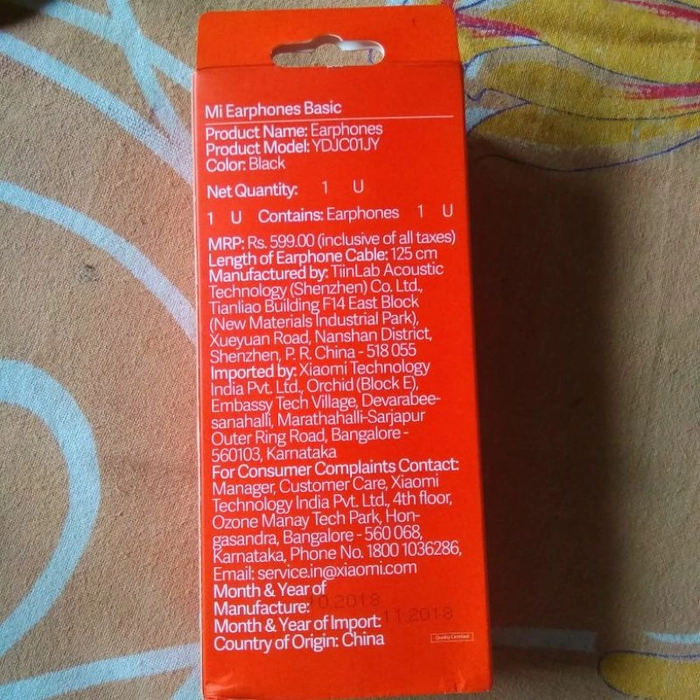 Mi Earphones Basic
Product Name: Earphones
Product Model: YDJC01JY
Color: Black
Net Quantity: 1 U
1 U Contains: Earphones 1 U
MRP: Rs. 599.00 (inclusive of all taxes)
Length of Earphone Cable: 125 cm
Manufactured by: TiinLab Acoustic
Technology (Shenzhen) Co. Ltd.,
Tianliao Building F14 East Block
(New Materials Industrial Park),
Xueyuan Road, Nanshan District,
Shenzhen, P. R. China - 518 055
Imported by: Xiaomi Technology
India Pvt. Ltd., Orchid (Block E),
Embassy Tech Village, Devarabee-
sanahalli, Marathahalli-Sarjapur
Outer Ring Road, Bangalore -
560103, Karnataka
For Consumer Complaints Contact:
Manager, Customer Care, Xiaomi
Technology India Pvt. Ltd., 4th floor,
Ozone Manay Tech Park, Hon-
gasandra, Bangalore - 560 068,
Karnataka, Phone No. 1800 1036286,
Email: service.in@xiaomi.com
Month & Year of
Manufacture: 10.2018
Month & Year of Import: 11.2018
Country of Origin: China
Quality Certified